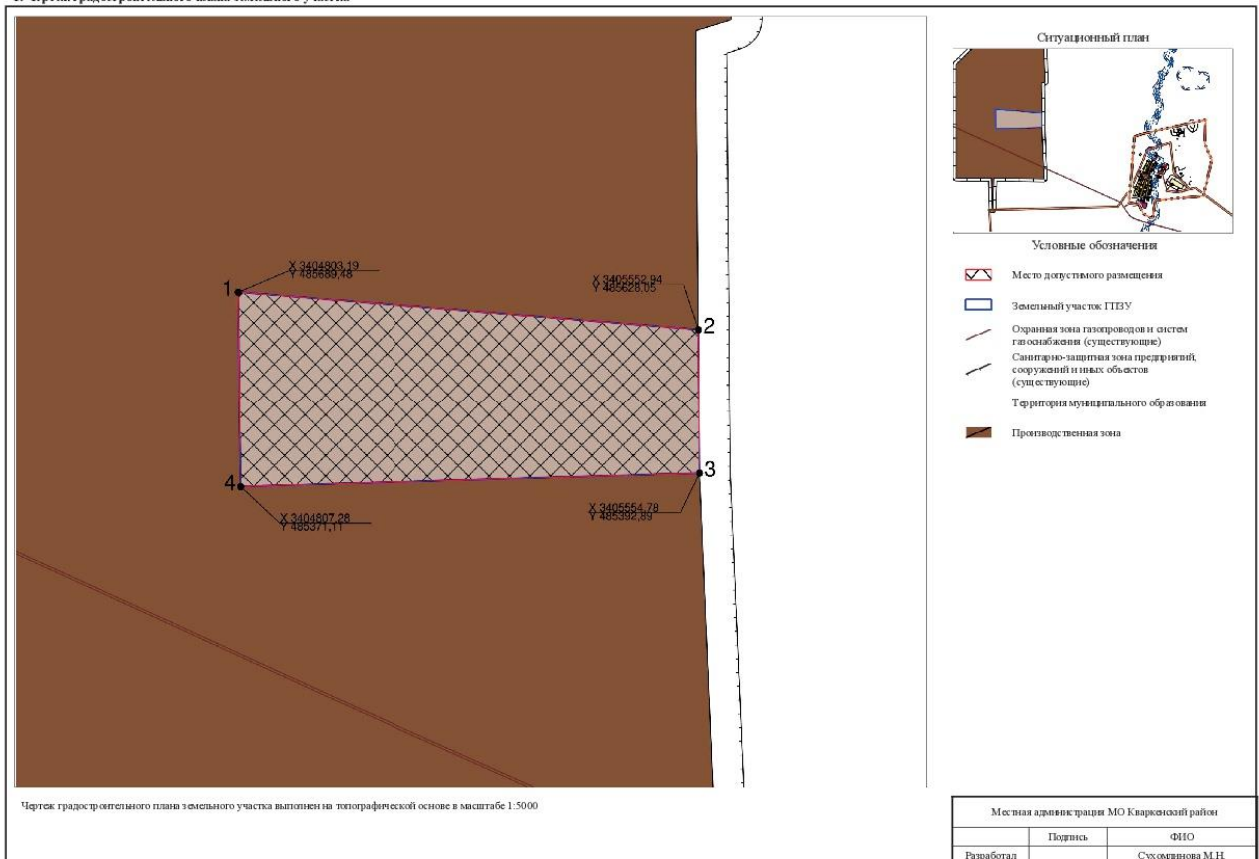 1
X 3404803,19
Y 485689,48
X 3405552,94
Y 485628,05
2
3
4
X 3404807,28
Y 485371,11
X 3405554,78
Y 485392,89
Чертеж градостроительного плана земельного участка выполнен на топографической основе в масштабе 1:5000
Ситуационный план
Условные обозначения
Место допустимого размещения
Земельный участок ГПЗУ
Охранная зона газопроводов и систем
газоснабжения (существующие)
Санитарно-защитная зона предприятий,
сооружений и иных объектов
(существующие)
Территория муниципального образования
Производственная зона
Местная администрация МО Кваркенский район
Подпись ФИО
Разработал Сухомлинова М.Н.